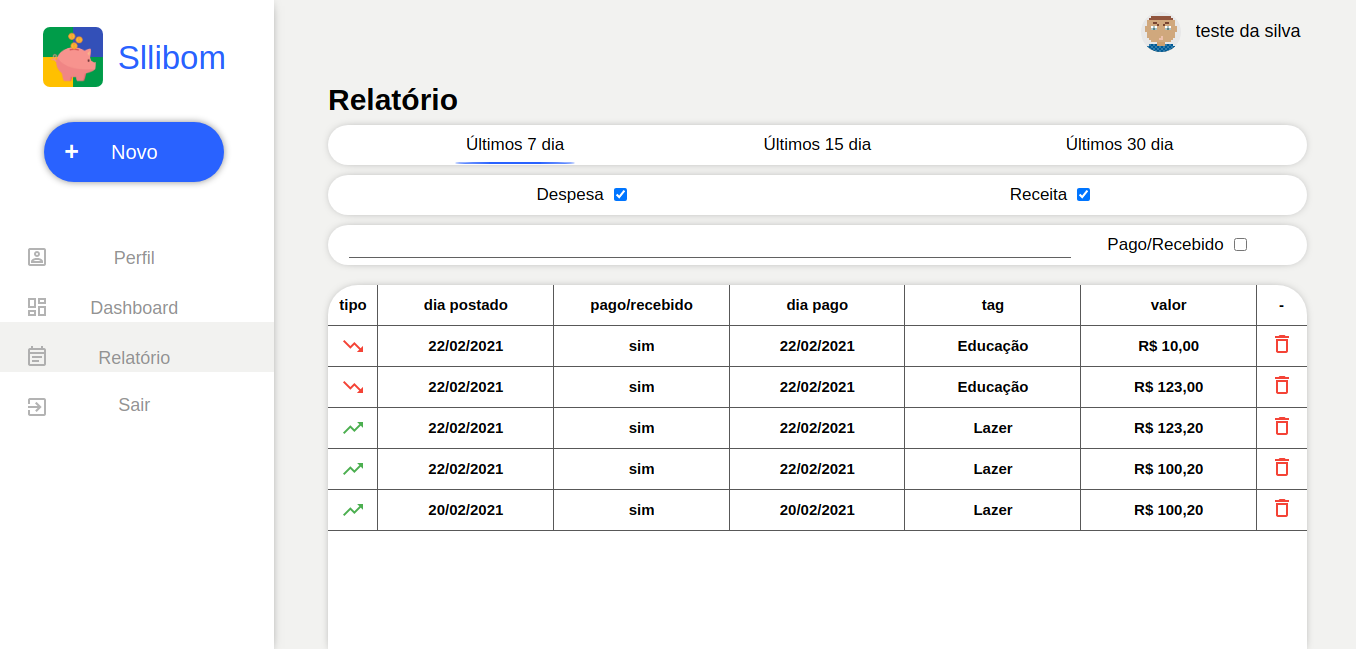 Sllibom
teste da silva
+ Novo
Perfil
Dashboard
Relatório
Sair
Relatório
Últimos 7 dia Últimos 15 dia Últimos 30 dia
Despesa Receita
Pago/Recebido
tipo dia postado pago/recebido dia pago tag valor -
22/02/2021 sim 22/02/2021 Educação R$ 10,00
22/02/2021 sim 22/02/2021 Educação R$ 123,00
22/02/2021 sim 22/02/2021 Lazer R$ 123,20
22/02/2021 sim 22/02/2021 Lazer R$ 100,20
20/02/2021 sim 20/02/2021 Lazer R$ 100,20